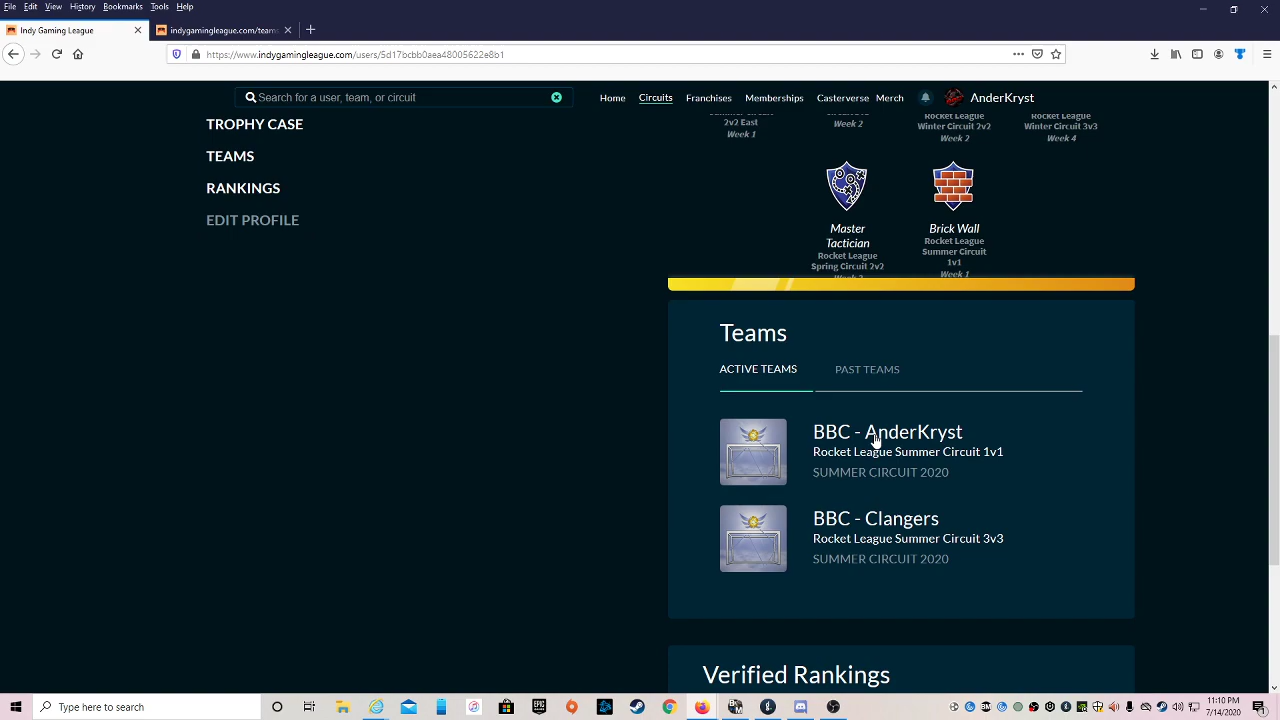 File Edit View History Bookmarks Tools Help
Indy Gaming League
indygamingleague.com/teams
https://www.indygamingleague.com/users/5d17bcbb0aea48005622e8b1
Search for a user, team, or circuit
Home Circuits Franchises Memberships Casterverse Merch AnderKryst
TROPHY CASE
TEAMS
RANKINGS
EDIT PROFILE
2v2 East
Week 1
Week 2
Rocket League
Winter Circuit 2v2
Week 2
Rocket League
Winter Circuit 3v3
Week 4
Master
Tactician
Rocket League
Spring Circuit 2v2
Brick Wall
Rocket League
Summer Circuit
1v1
Week 1
Teams
ACTIVE TEAMS PAST TEAMS
BBC - AnderKryst
Rocket League Summer Circuit 1v1
SUMMER CIRCUIT 2020
BBC - Clangers
Rocket League Summer Circuit 3v3
SUMMER CIRCUIT 2020
Verified Rankings
Type here to search
11:10 PM
7/14/2020